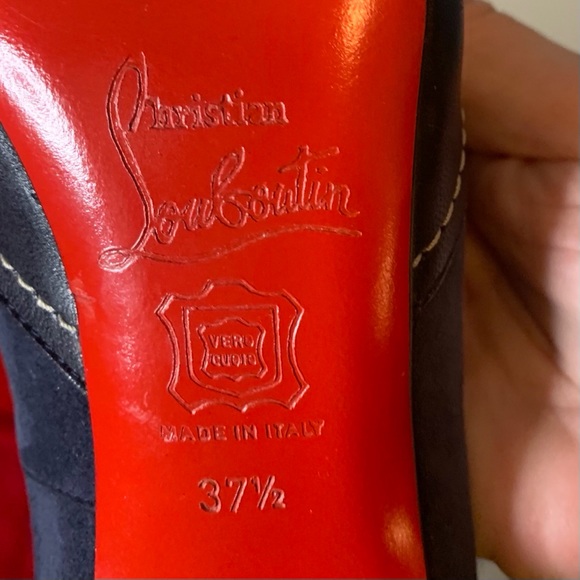 Christian
Louboutin
VERO
CUOIO
MADE IN ITALY
37½